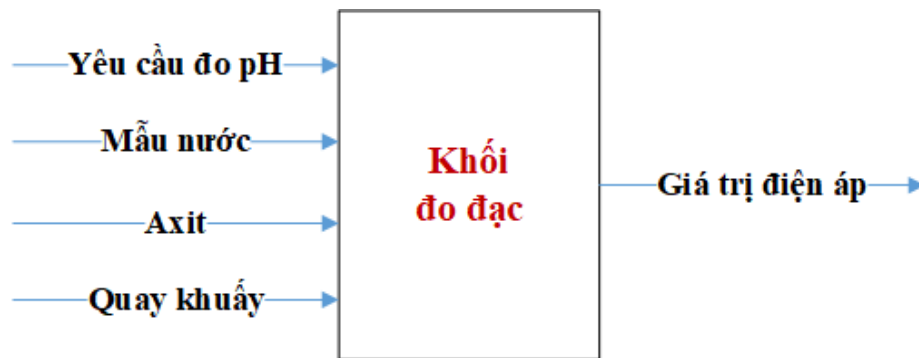 Yêu cầu đo pH
Mẫu nước
Axit
Quay khuấy
Khối
đo đạc
Giá trị điện áp